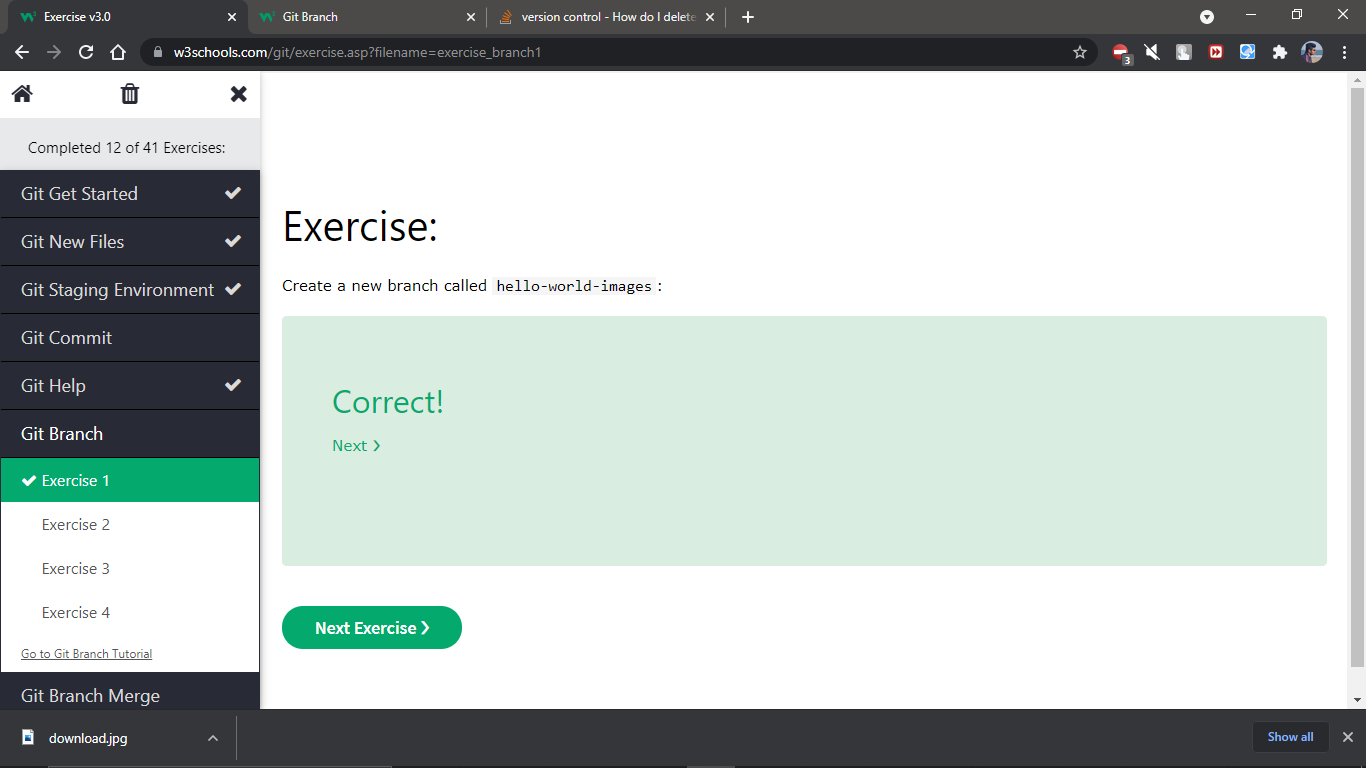 Exercise v3.0
Git Branch
version control - How do I delete
w3schools.com/git/exercise.asp?filename=exercise_branch1
3
Completed 12 of 41 Exercises:
Git Get Started
Git New Files
Git Staging Environment
Git Commit
Git Help
Git Branch
Exercise 1
Exercise 2
Exercise 3
Exercise 4
Go to Git Branch Tutorial
Git Branch Merge
Exercise:
Create a new branch called hello-world-images:
Correct!
Next ❯
Next Exercise ❯
download.jpg
Show all